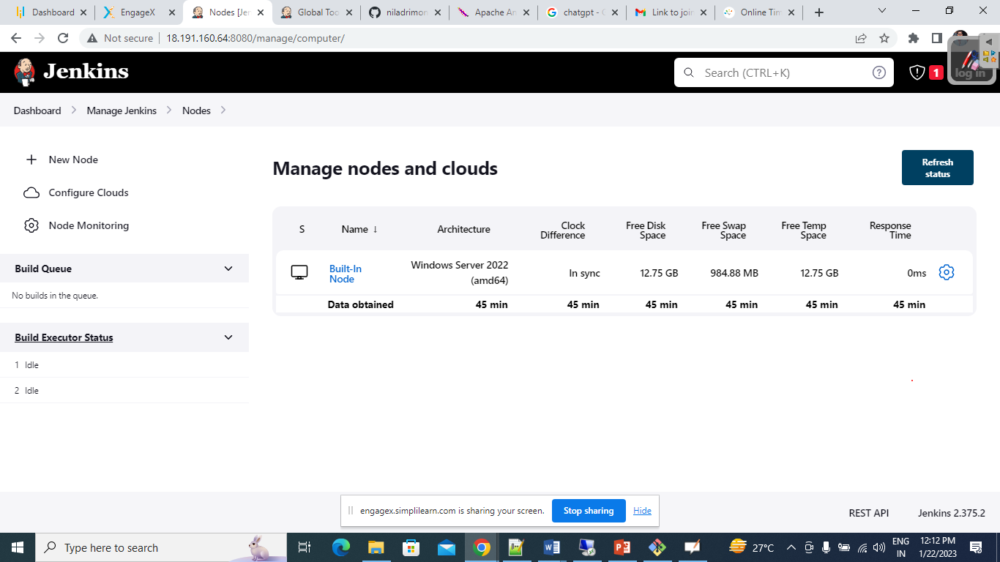 Dashboard
EngageX
Nodes [Jen
Global Too
niladrimon
Apache An
chatgpt - G
Link to join
Online Tim
Not secure
18.191.160.64:8080/manage/computer/
Jenkins
Search (CTRL+K)
1
log in
Dashboard
Manage Jenkins
Nodes
New Node
Configure Clouds
Node Monitoring
Build Queue
No builds in the queue.
Build Executor Status
1 Idle
2 Idle
Manage nodes and clouds
Refresh
status
S Name ↓ Architecture Clock Difference Free Disk Space Free Swap Space Free Temp Space Response Time
Built-In Node Windows Server 2022 (amd64) In sync 12.75 GB 984.88 MB 12.75 GB 0ms
Data obtained 45 min 45 min 45 min 45 min 45 min 45 min
engagex.simplilearn.com is sharing your screen.
Stop sharing
Hide
REST API
Jenkins 2.375.2
Type here to search
27°C
ENG
IN
12:12 PM
1/22/2023